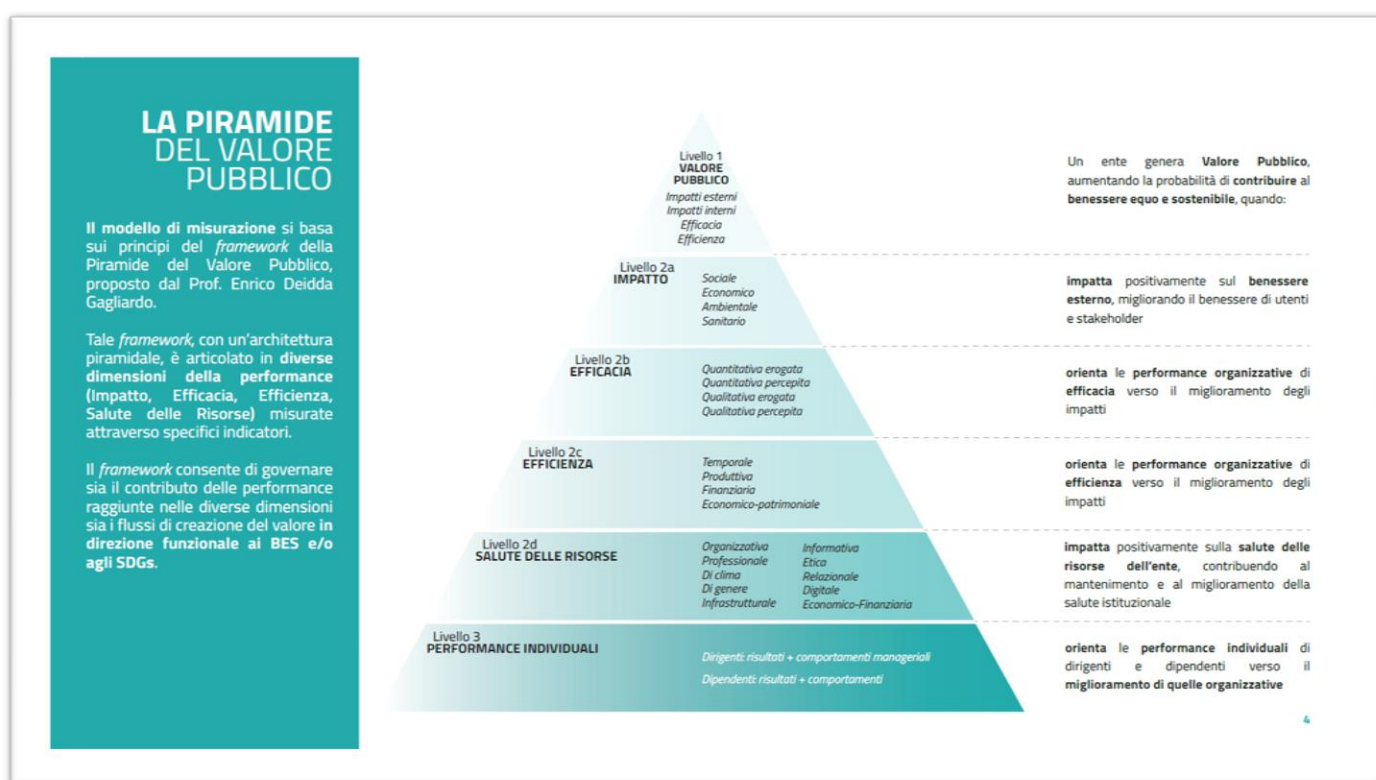 LA PIRAMIDE
DEL VALORE
PUBBLICO
Il modello di misurazione si basa
sui principi del framework della
Piramide del Valore Pubblico,
proposto dal Prof. Enrico Deidda
Gagliardo.
Tale framework, con un'architettura
piramidale, è articolato in diverse
dimensioni della performance
(Impatto, Efficacia, Efficienza,
Salute delle Risorse) misurate
attraverso specifici indicatori.
Il framework consente di governare
sia il contributo delle performance
raggiunte nelle diverse dimensioni
sia i flussi di creazione del valore in
direzione funzionale ai BES e/o
agli SDGs.
Livello 1
VALORE
PUBBLICO
Impatti esterni
Impatti interni
Efficacia
Efficienza
Un ente genera Valore Pubblico,
aumentando la probabilità di contribuire al
benessere equo e sostenibile, quando:
Livello 2a
IMPATTO
Sociale
Economico
Ambientale
Sanitario
impatta positivamente sul benessere
esterno, migliorando il benessere di utenti
e stakeholder
Livello 2b
EFFICACIA
Quantitativa erogata
Quantitativa percepita
Qualitativa erogata
Qualitativa percepita
orienta le performance organizzative di
efficacia verso il miglioramento degli
impatti
Livello 2c
EFFICIENZA
Temporale
Produttiva
Finanziaria
Economico-patrimoniale
orienta le performance organizzative di
efficienza verso il miglioramento degli
impatti
Livello 2d
SALUTE DELLE RISORSE
Organizzativa
Professionale
Di clima
Di genere
Infrastrutturale
Informativa
Etica
Relazionale
Digitale
Economico-Finanziaria
impatta positivamente sulla salute delle
risorse dell'ente, contribuendo al
mantenimento e al miglioramento della
salute istituzionale
Livello 3
PERFORMANCE INDIVIDUALI
Dirigenti: risultati + comportamenti manageriali
Dipendenti: risultati + comportamenti
orienta le performance individuali di
dirigenti e dipendenti verso il
miglioramento di quelle organizzative
4